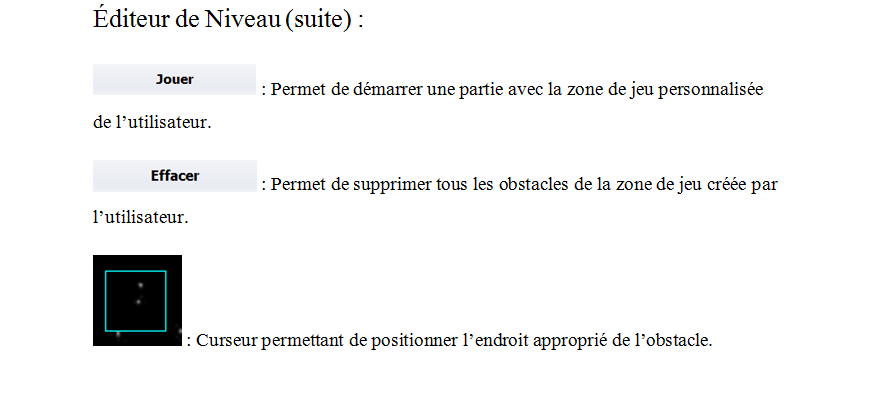 Éditeur de Niveau (suite) :
Jouer : Permet de démarrer une partie avec la zone de jeu personnalisée
de l’utilisateur.
Effacer : Permet de supprimer tous les obstacles de la zone de jeu créée par
l’utilisateur.
: Curseur permettant de positionner l’endroit approprié de l’obstacle.